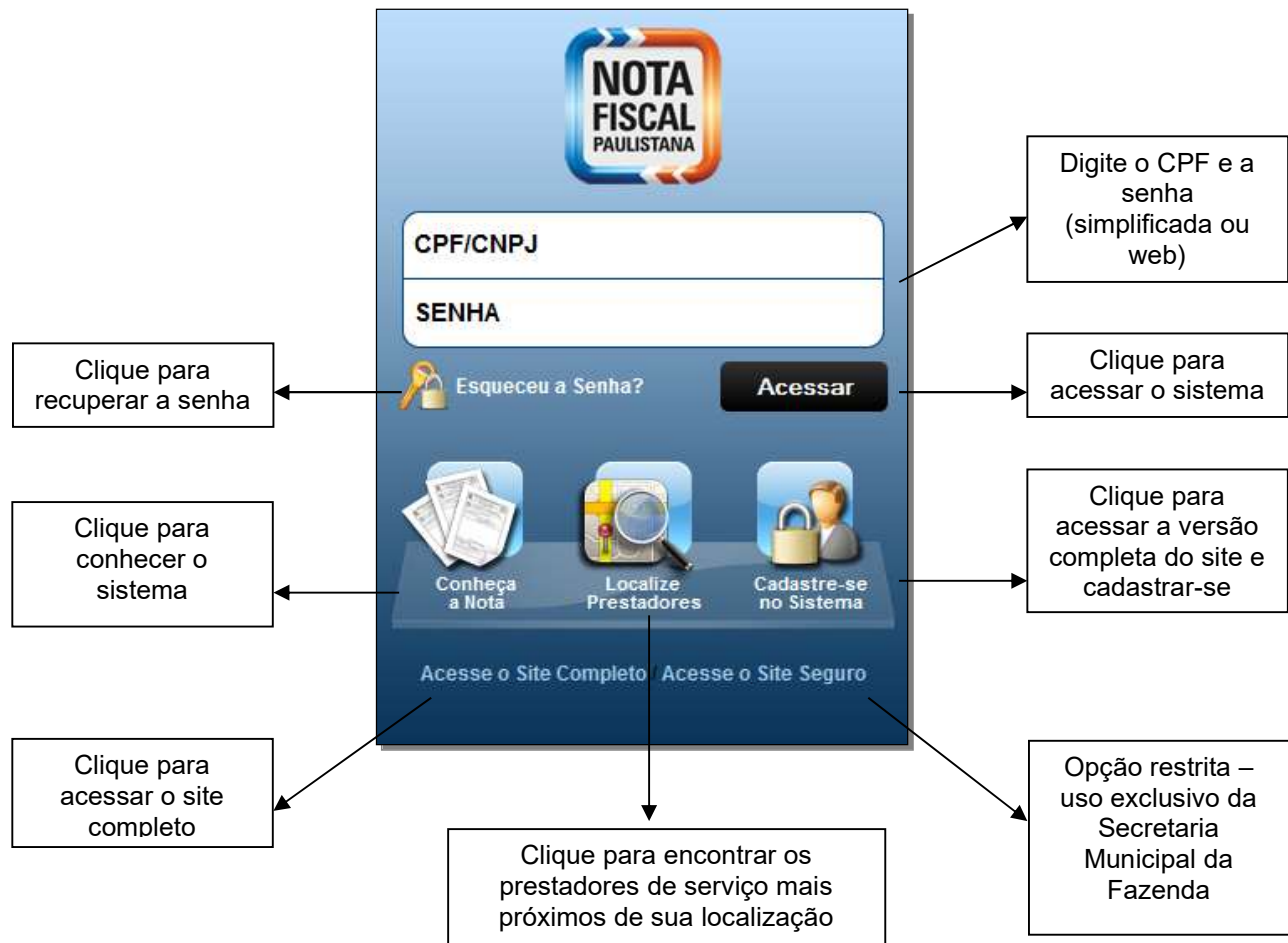 NOTA
FISCAL
PAULISTANA
Digite o CPF e a
senha
(simplificada ou
web)
CPF/CNPJ
SENHA
Clique para
recuperar a senha
Esqueceu a Senha?
Acessar
Clique para
acessar o sistema
Clique para
conhecer o
sistema
Conheça
a Nota
Localize
Prestadores
Cadastre-se
no Sistema
Clique para
acessar a versão
completa do site e
cadastrar-se
Acesse o Site Completo / Acesse o Site Seguro
Clique para
acessar o site
completo
Clique para encontrar os
prestadores de serviço mais
próximos de sua localização
Opção restrita –
uso exclusivo da
Secretaria
Municipal da
Fazenda